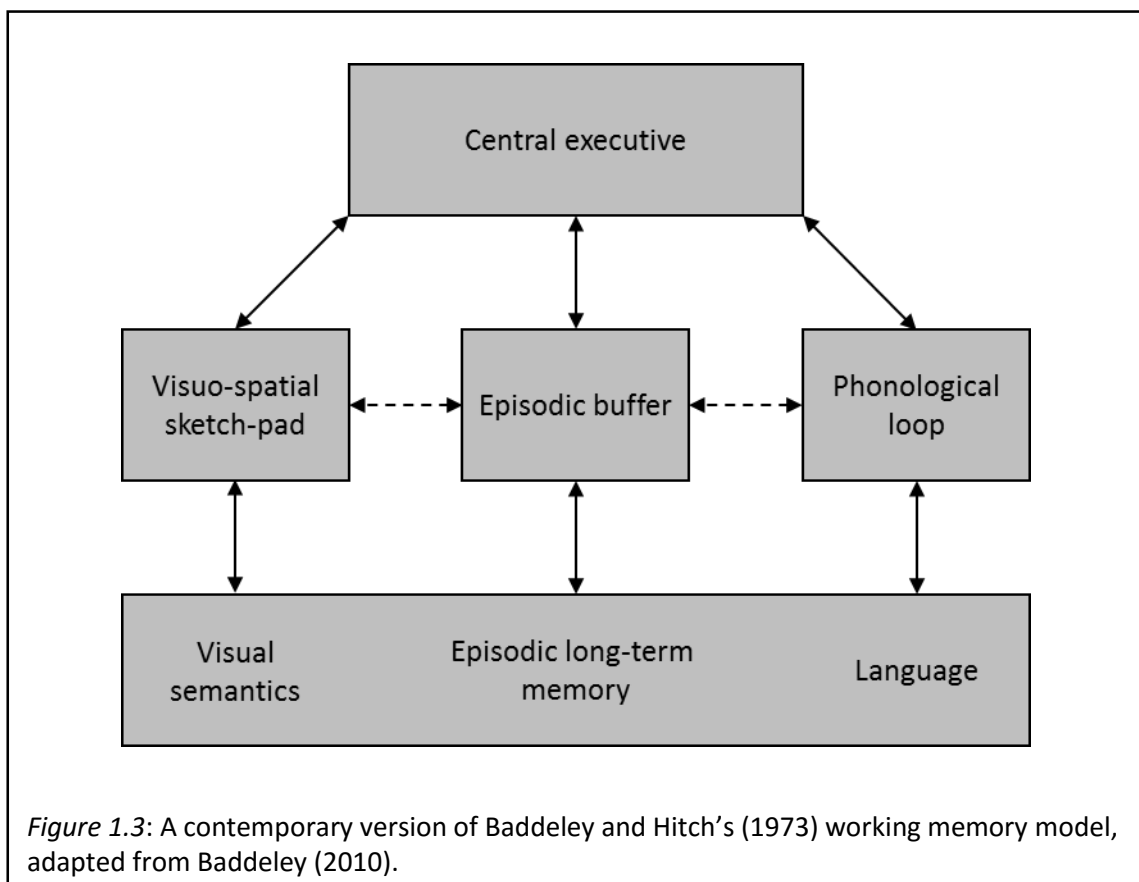 Central executive
Visuo-spatial
sketch-pad
Episodic buffer
Phonological
loop
Visual
semantics
Episodic long-term
memory
Language
Figure 1.3: A contemporary version of Baddeley and Hitch’s (1973) working memory model,
adapted from Baddeley (2010).